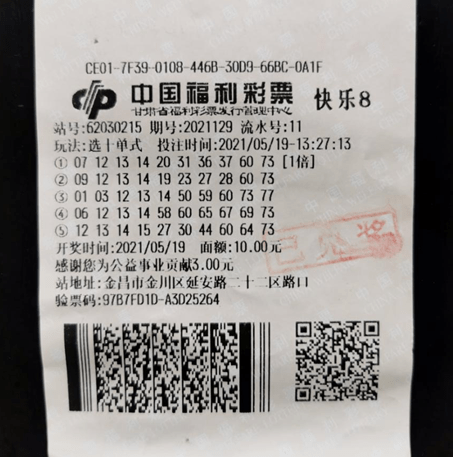 CE01-7F39-0108-446B-30D9-66BC-0A1F
中国福利彩票 快乐8
甘肃省福利彩票发行管理中心
站号:62030215 期号:2021129 流水号:11
玩法:选十单式 投注时间:2021/05/19-13:27:13
① 07 12 13 14 20 31 36 37 60 73 [1倍]
② 09 12 13 14 19 23 27 28 60 73
③ 01 03 12 13 14 50 59 60 73 77
④ 06 12 13 14 58 60 65 67 69 73
⑤ 12 13 14 15 27 30 44 60 64 73
开奖时间:2021/05/19 面额:10.00元
已兑奖
感谢您为公益事业贡献3.00元
站地址:金昌市金川区延安路二十二区路口
验票码:97B7FD1D-A3D25264